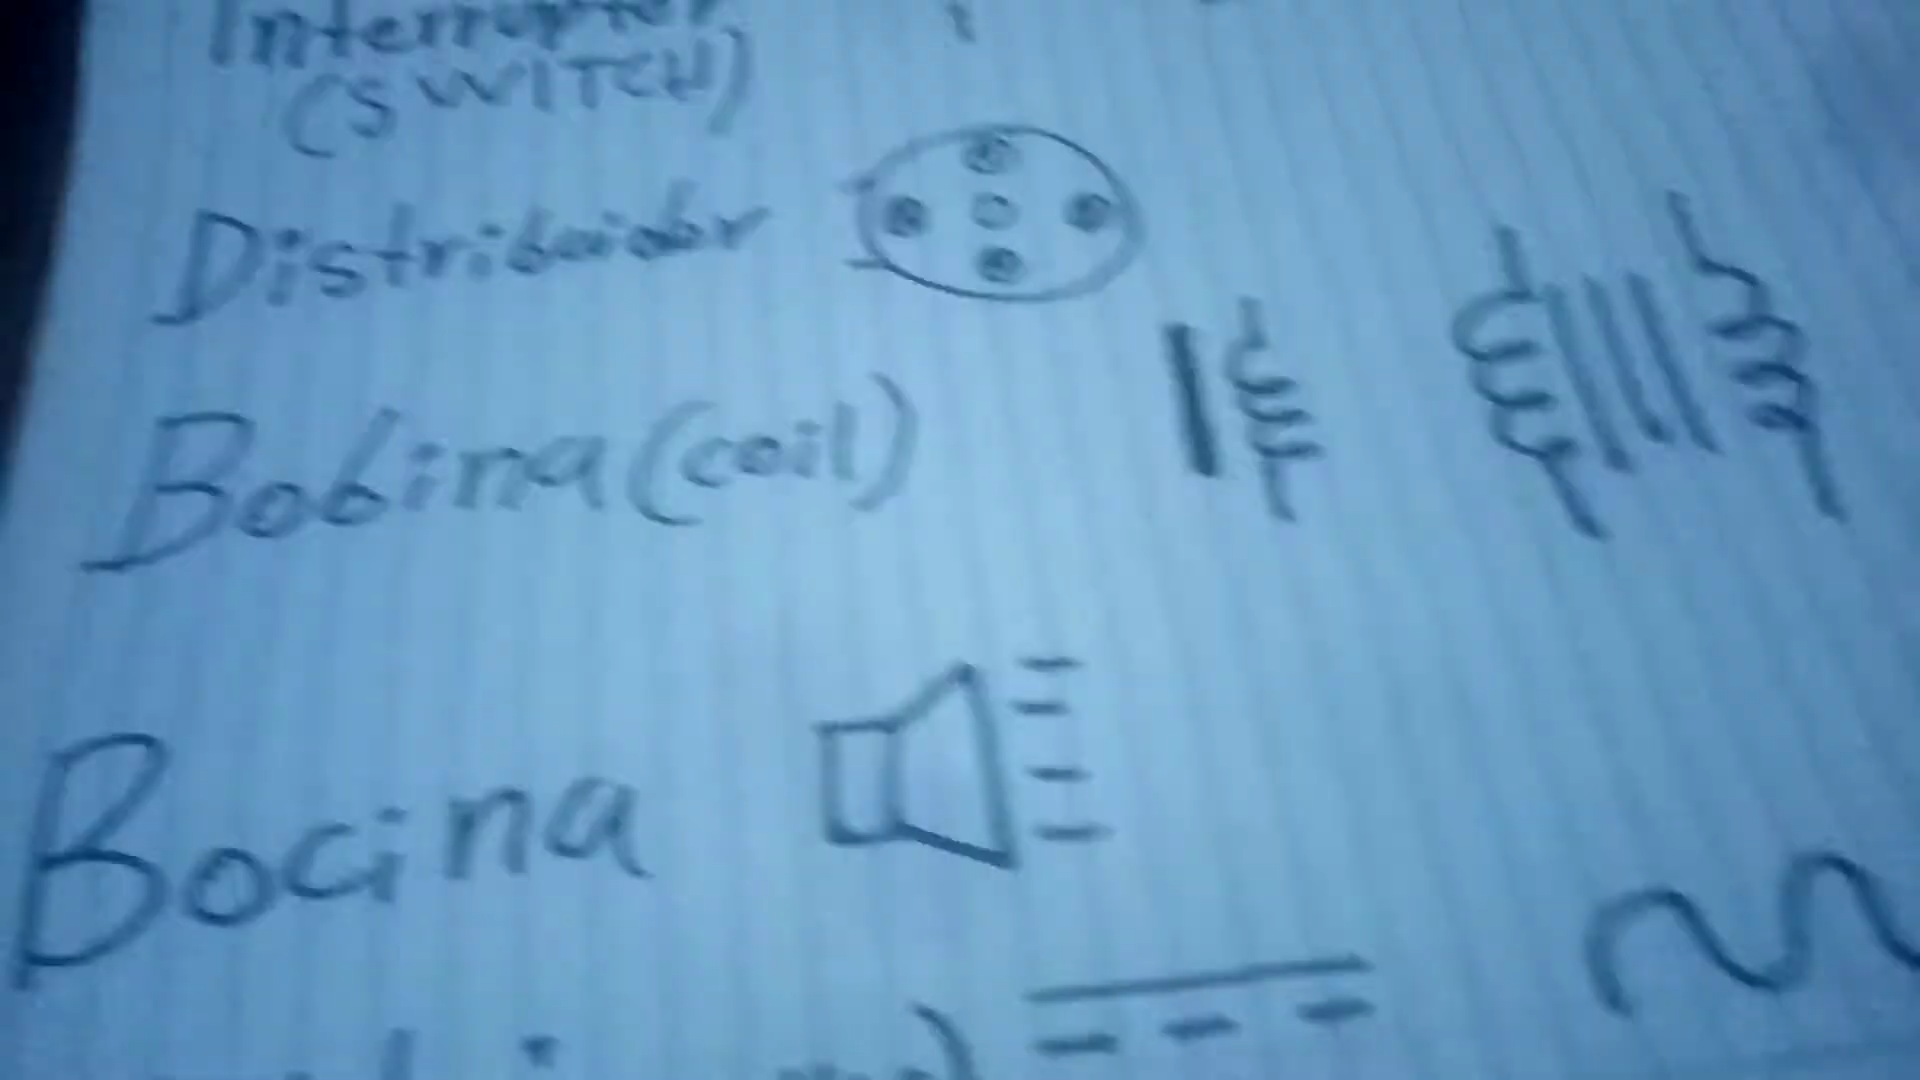 Interruptor
(SWITCH)
Distribuidor
Bobina (coil)
Bocina